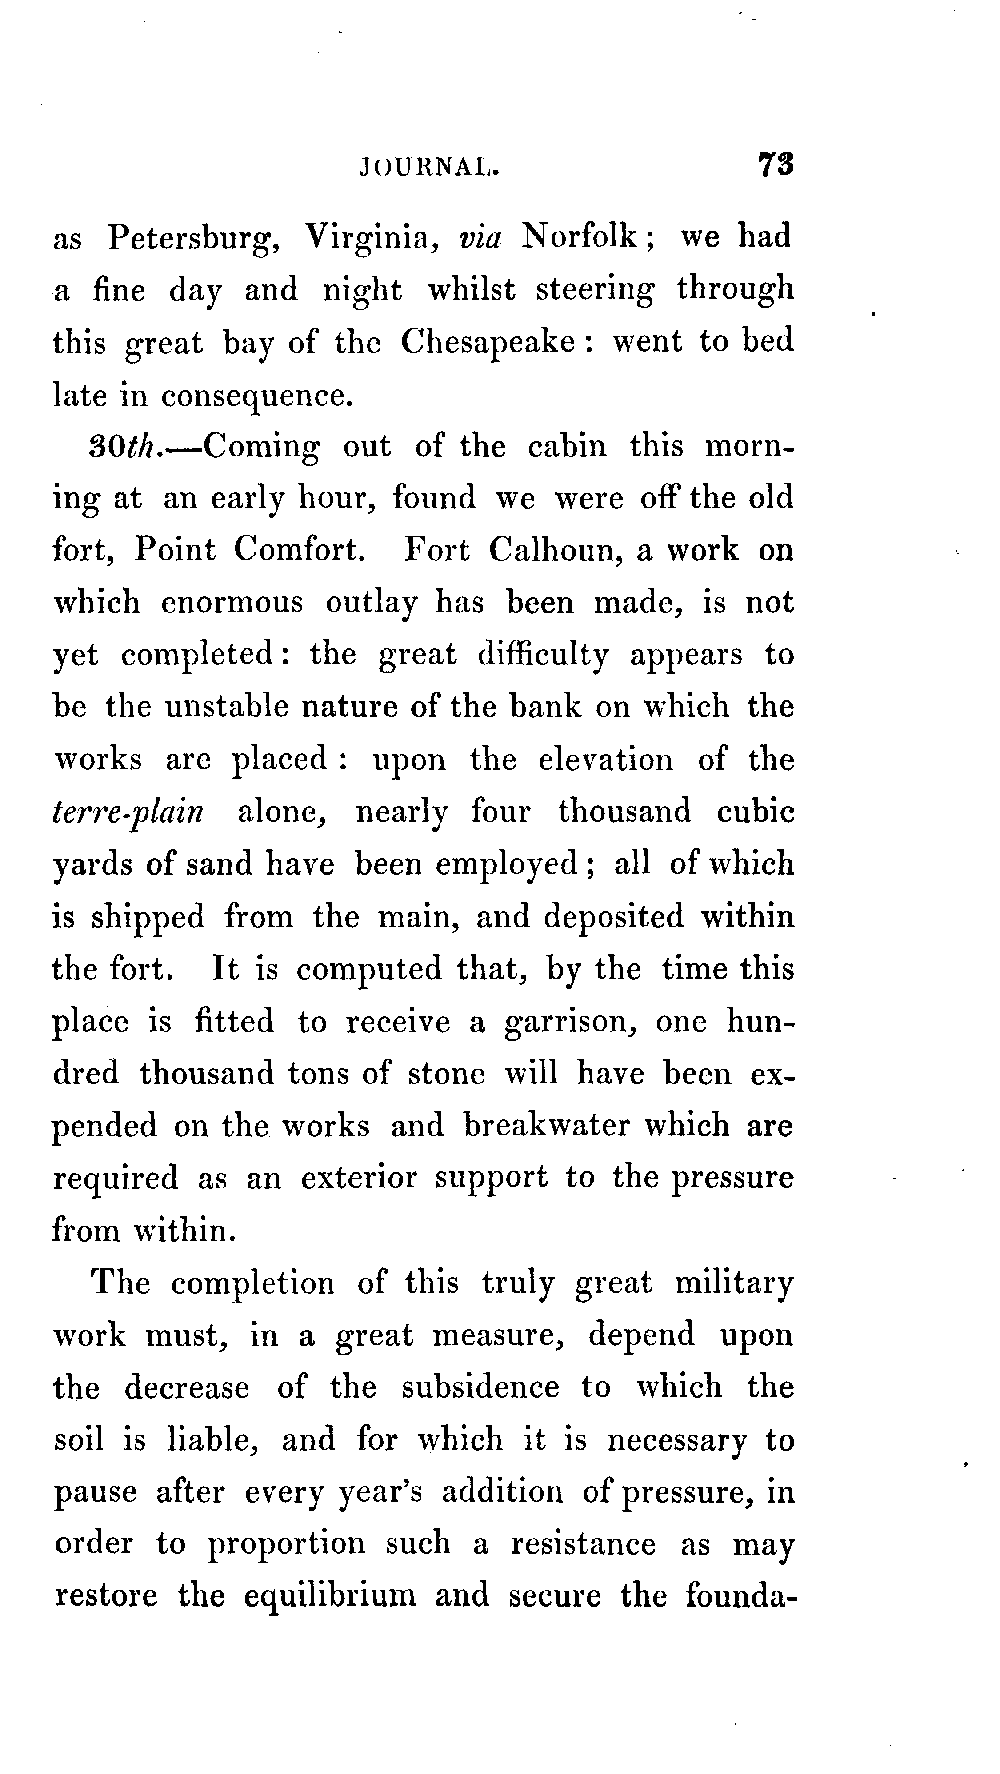 JOURNAL. 73
as Petersburg, Virginia, via Norfolk; we had
a fine day and night whilst steering through
this great bay of the Chesapeake: went to bed
late in consequence.
30th.—Coming out of the cabin this morn-
ing at an early hour, found we were off the old
fort, Point Comfort. Fort Calhoun, a work on
which enormous outlay has been made, is not
yet completed: the great difficulty appears to
be the unstable nature of the bank on which the
works are placed: upon the elevation of the
terre-plain alone, nearly four thousand cubic
yards of sand have been employed; all of which
is shipped from the main, and deposited within
the fort. It is computed that, by the time this
place is fitted to receive a garrison, one hun-
dred thousand tons of stone will have been ex-
pended on the works and breakwater which are
required as an exterior support to the pressure
from within.
The completion of this truly great military
work must, in a great measure, depend upon
the decrease of the subsidence to which the
soil is liable, and for which it is necessary to
pause after every year's addition of pressure, in
order to proportion such a resistance as may
restore the equilibrium and secure the founda-